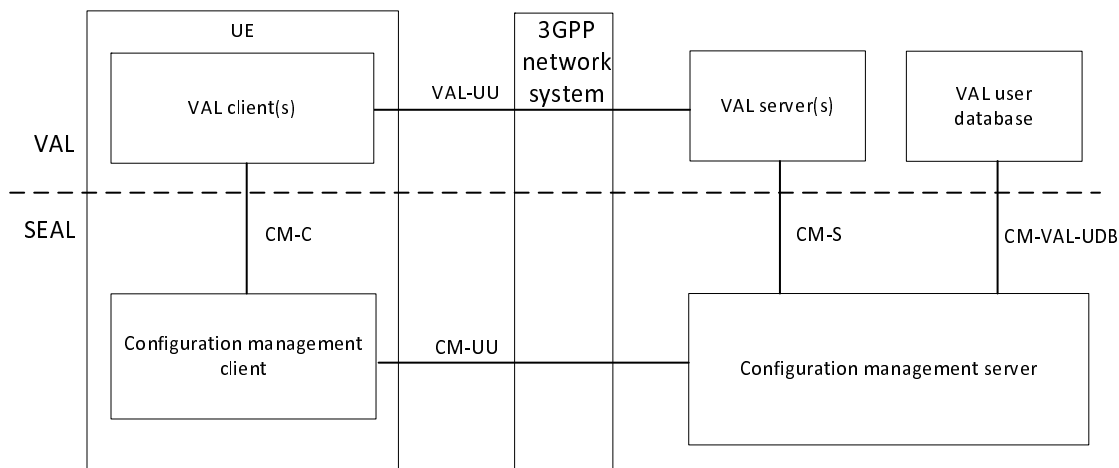 UE
3GPP
network
system
VAL client(s)
VAL-UU
VAL server(s)
VAL user
database
VAL
SEAL
CM-C
CM-S
CM-VAL-UDB
Configuration management
client
CM-UU
Configuration management server